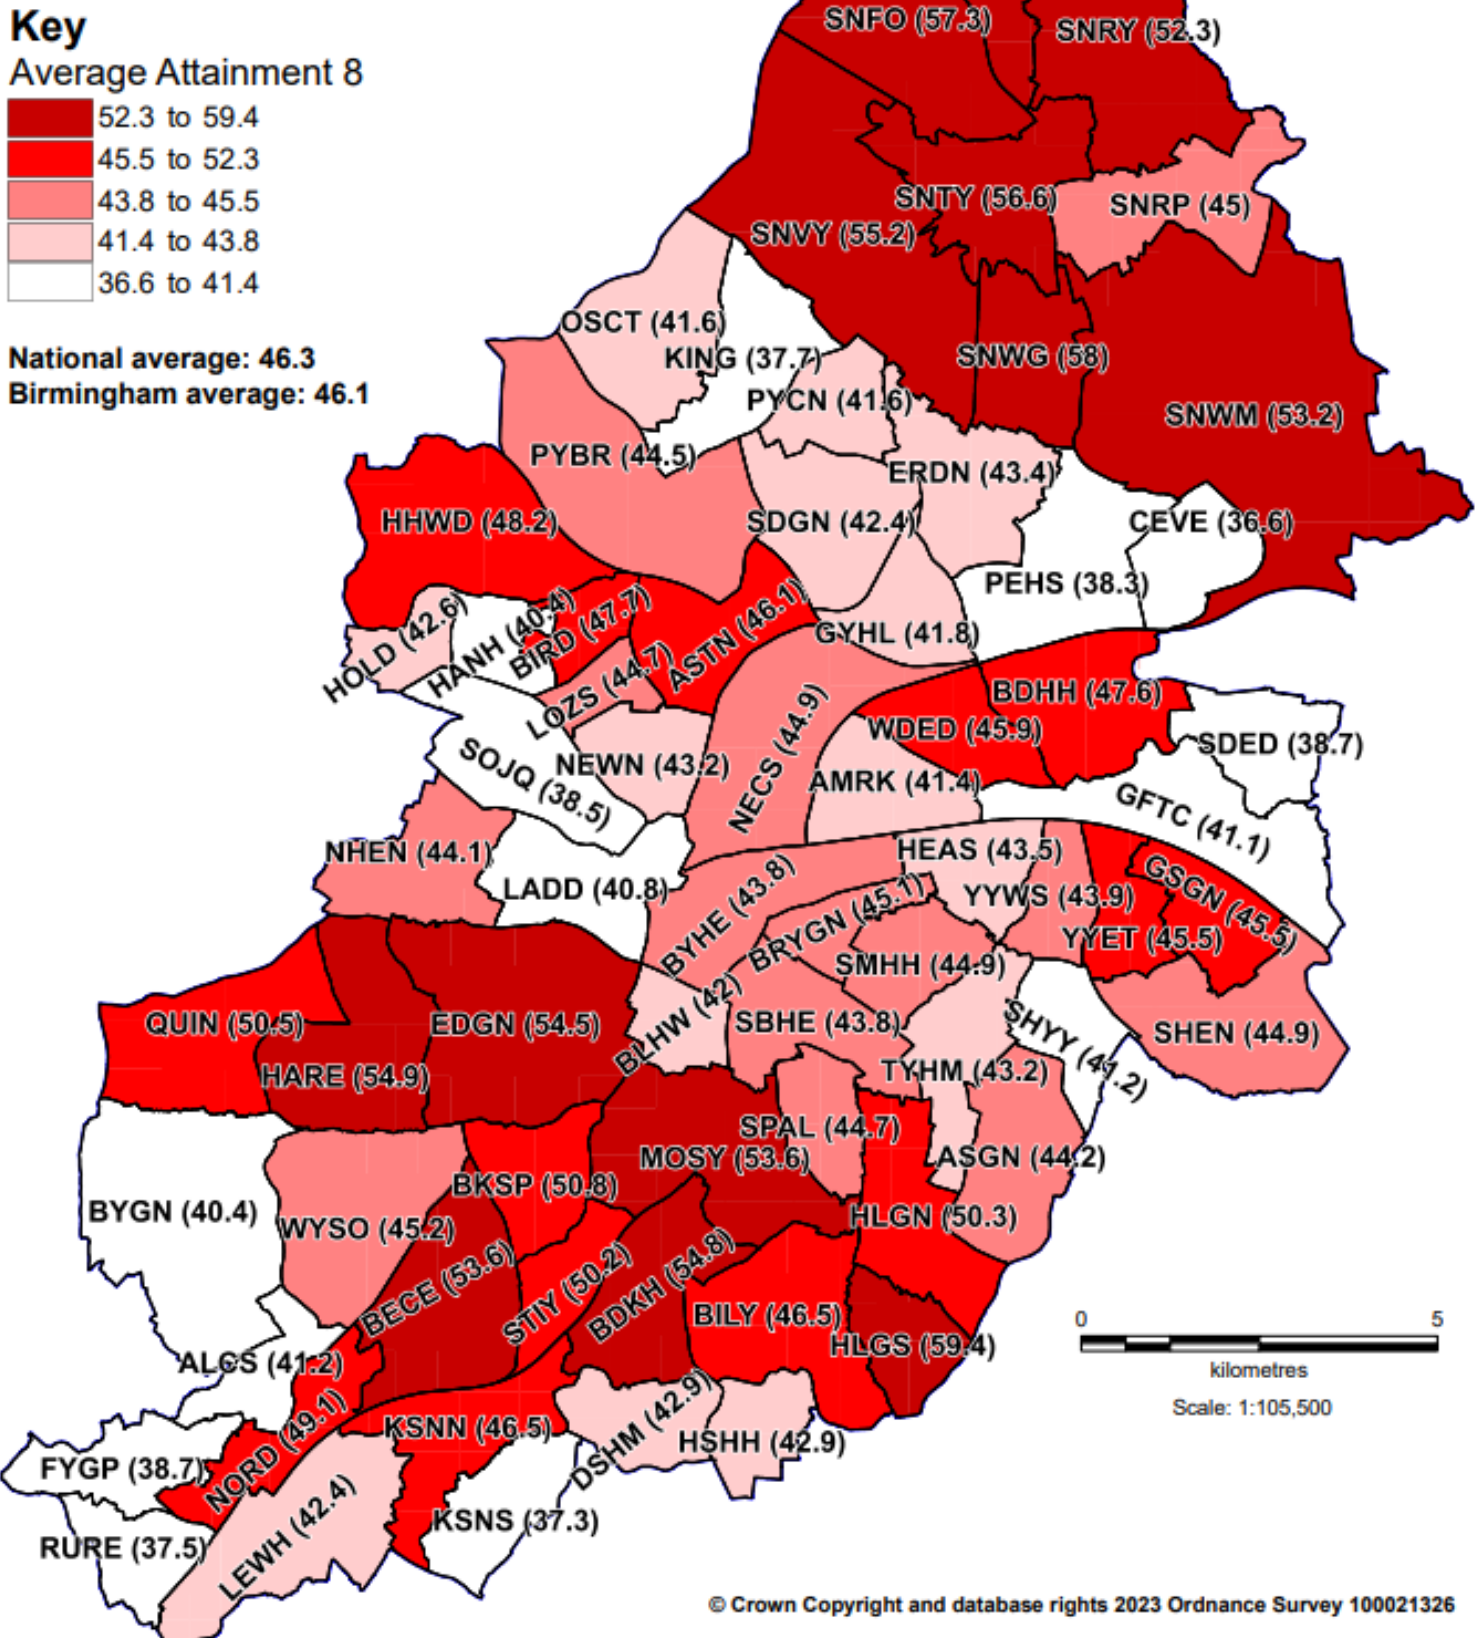 Key
Average Attainment 8
52.3 to 59.4
45.5 to 52.3
43.8 to 45.5
41.4 to 43.8
36.6 to 41.4
National average: 46.3
Birmingham average: 46.1
SNFO (57.3)
SNRY (52.3)
SNTY (56.6)
SNRP (45)
SNVY (55.2)
OSCT (41.6)
KING (37.7)
SNWG (58)
PYCN (41.6)
SNWM (53.2)
PYBR (44.5)
ERDN (43.4)
HHWD (48.2)
SDGN (42.4)
CEVE (36.6)
PEHS (38.3)
HOLD (42.6)
HANH (40.4)
BIRD (47.7)
ASTN (46.1)
GYHL (41.8)
LOZS (44.7)
BDHH (47.6)
WDED (45.9)
SDED (38.7)
SOJQ (38.5)
NEWN (43.2)
NECS (44.9)
AMRK (41.4)
GFTC (41.1)
NHEN (44.1)
LADD (40.8)
HEAS (43.5)
YYWS (43.9)
GSGN (45.5)
BYHE (43.8)
BRYGN (45.1)
YYET (45.5)
SMHH (44.9)
QUIN (50.5)
EDGN (54.5)
BLHW (42)
SBHE (43.8)
SHYY (41.2)
SHEN (44.9)
HARE (54.9)
TYHM (43.2)
SPAL (44.7)
MOSY (53.6)
ASGN (44.2)
BKSP (50.8)
BYGN (40.4)
WYSO (45.2)
HLGN (50.3)
BECE (53.6)
STIY (50.2)
BDKH (54.8)
BILY (46.5)
HLGS (59.4)
ALCS (41.2)
0 5
kilometres
Scale: 1:105,500
KSNN (46.5)
DSHM (42.9)
HSHH (42.9)
FYGP (38.7)
NORD (49.1)
KSNS (37.3)
RURE (37.5)
LEWH (42.4)
© Crown Copyright and database rights 2023 Ordnance Survey 100021326